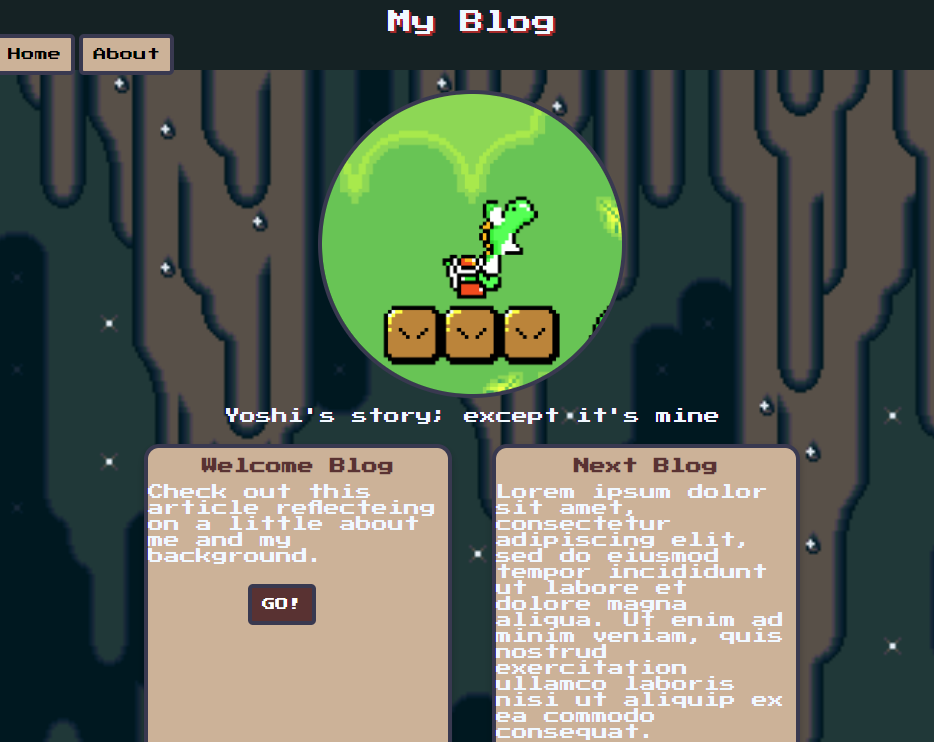 My Blog
Home
About
Yoshi's story; except it's mine
Welcome Blog
Check out this
article reflecteing
on a little about
me and my
background.
GO!
Next Blog
Lorem ipsum dolor
sit amet,
consectetur
adipiscing elit,
sed do eiusmod
tempor incididunt
ut labore et
dolore magna
aliqua. Ut enim ad
minim veniam, quis
nostrud
exercitation
ullamco laboris
nisi ut aliquip ex
ea commodo
consequat.